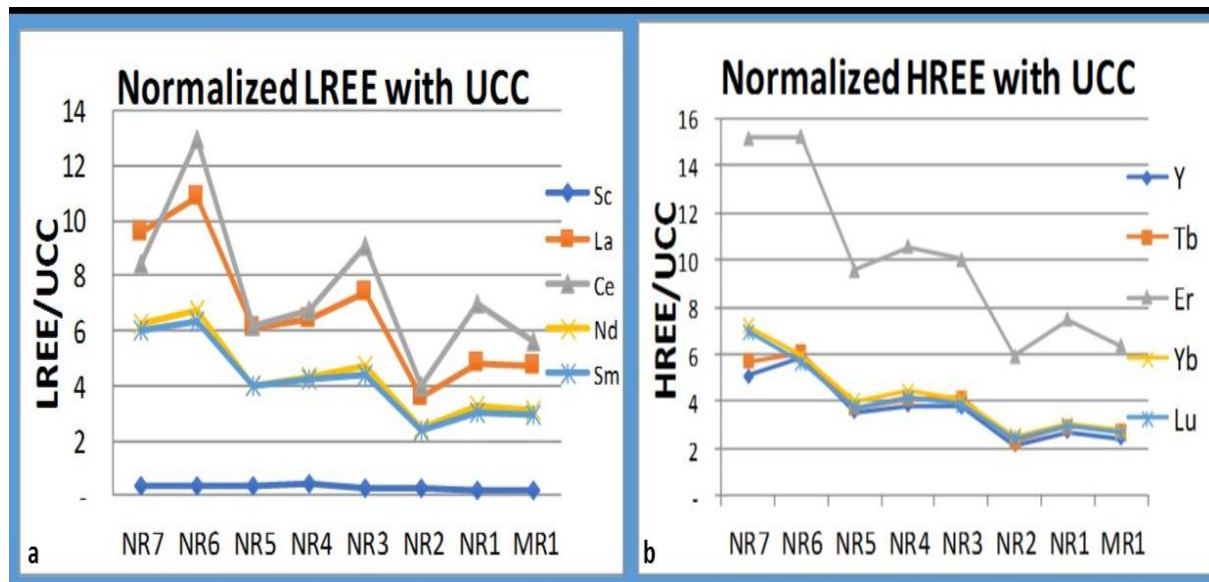 Normalized LREE with UCC
LREE/UCC
14
12
10
8
6
4
2
-
NR7 NR6 NR5 NR4 NR3 NR2 NR1 MR1
Sc
La
Ce
Nd
Sm
a
Normalized HREE with UCC
HREE/UCC
16
14
12
10
8
6
4
2
-
NR7 NR6 NR5 NR4 NR3 NR2 NR1 MR1
Y
Tb
Er
Yb
Lu
b